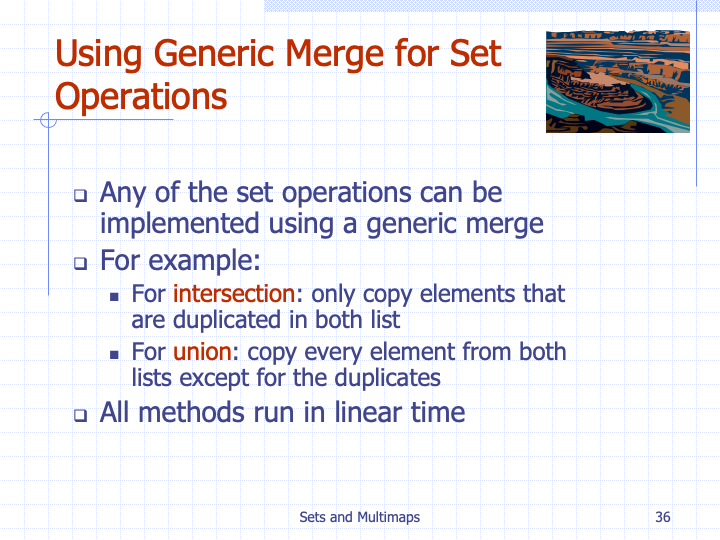 Using Generic Merge for Set
Operations
❑ Any of the set operations can be
implemented using a generic merge
❑ For example:
■ For intersection: only copy elements that
are duplicated in both list
■ For union: copy every element from both
lists except for the duplicates
❑ All methods run in linear time
Sets and Multimaps
36